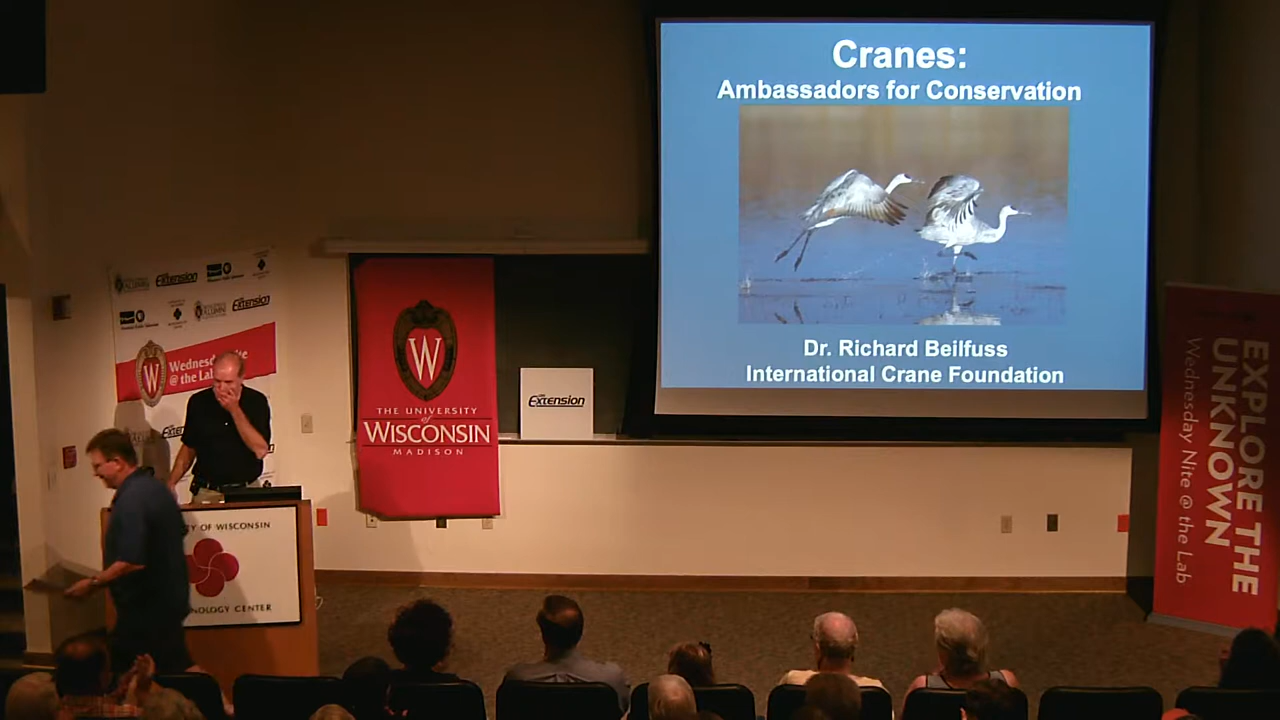 Cranes:
Ambassadors for Conservation
Dr. Richard Beilfuss
International Crane Foundation
Extension
Extension
Wednesday Nite
@ the Lab
W
THE UNIVERSITY
of
WISCONSIN
MADISON
Extension
Y OF WISCONSIN
NOLOGY CENTER
EXPLORE THE
UNKNOWN
Wednesday Nite @ the Lab